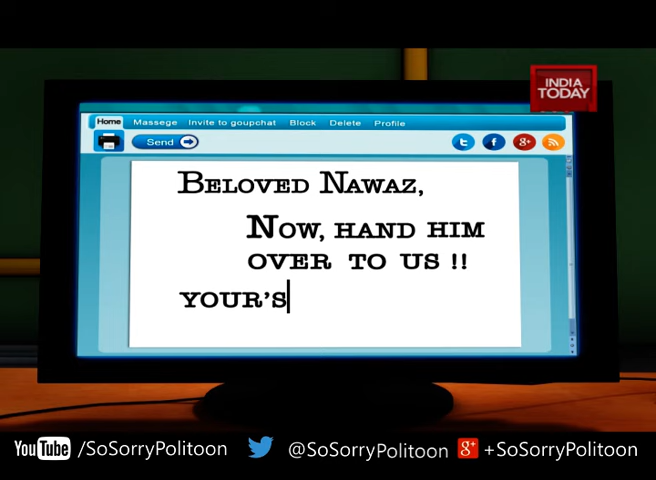 INDIA
TODAY
Home Massege Invite to goupchat Block Delete Profile
Send
BELOVED NAWAZ,
NOW, HAND HIM
OVER TO US !!
YOUR'S
YouTube /SoSorryPolitoon @SoSorryPolitoon g+ +SoSorryPolitoon